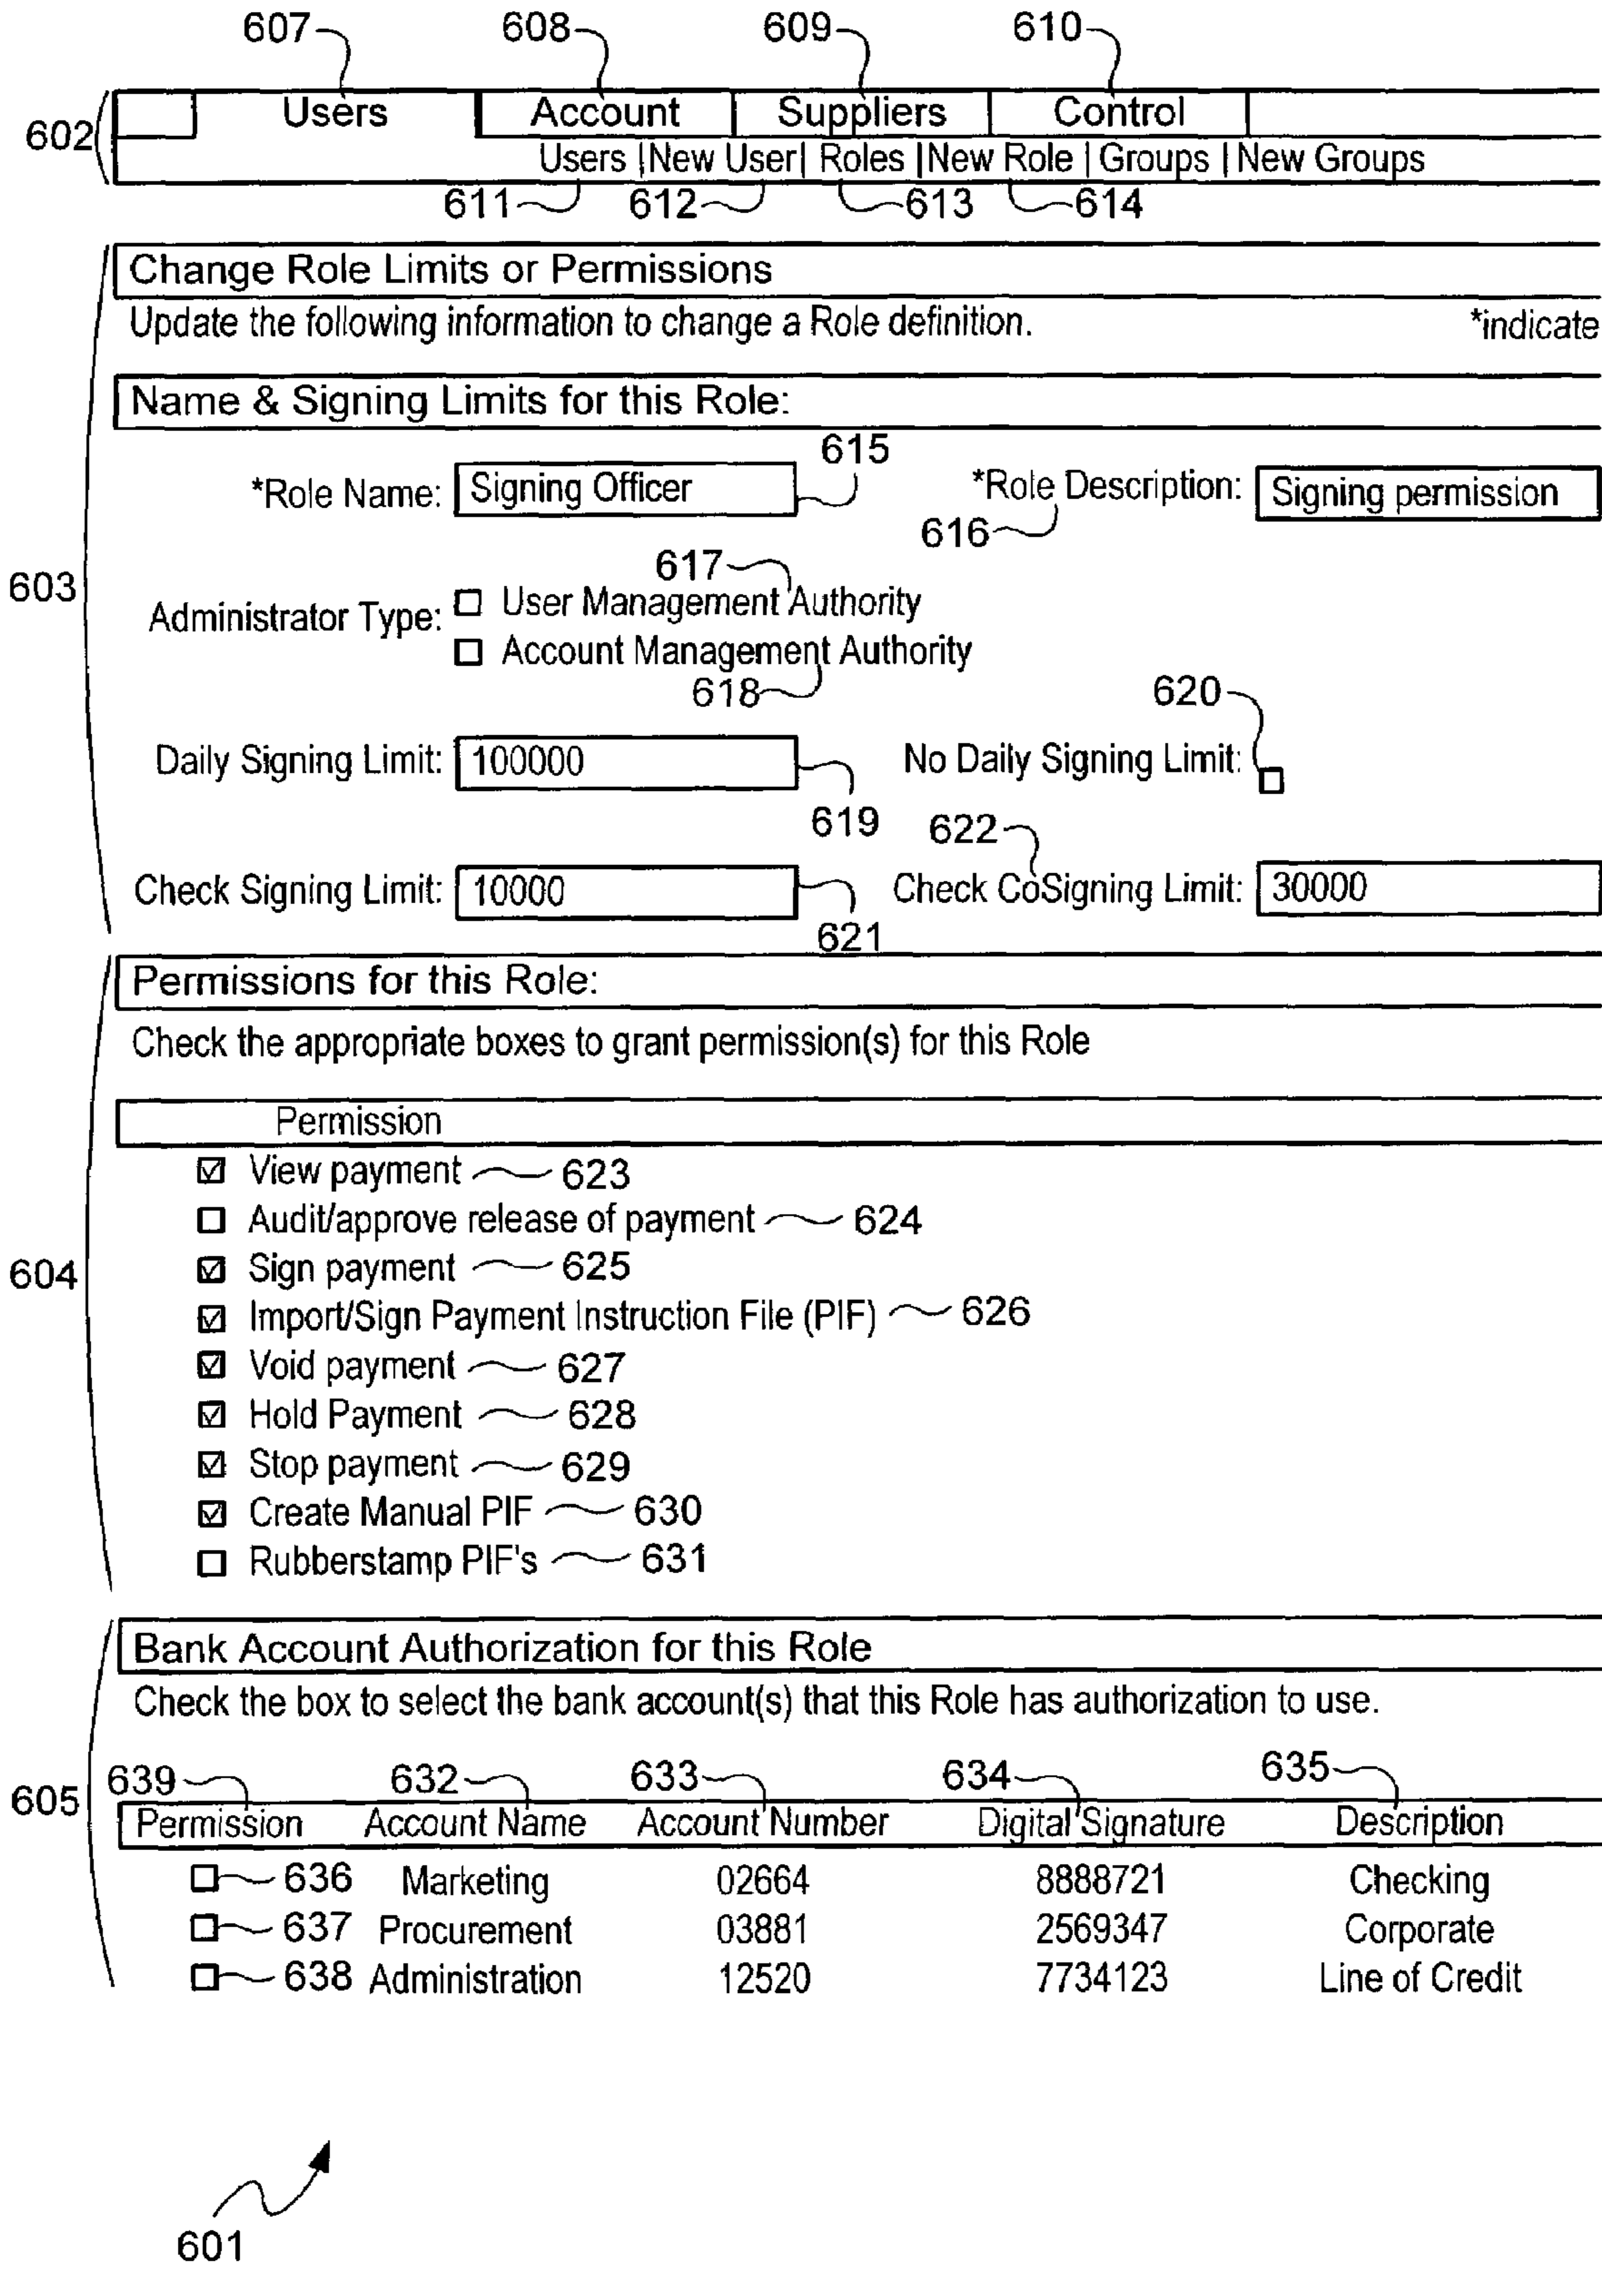 607 608 609 610
602 Users Account Suppliers Control
Users | New User | Roles | New Role | Groups | New Groups
611 612 613 614
Change Role Limits or Permissions
Update the following information to change a Role definition. *indicate
Name & Signing Limits for this Role:
615
*Role Name: Signing Officer *Role Description: Signing permission
616
617
603
Administrator Type: User Management Authority
Account Management Authority
618 620
Daily Signing Limit: 100000 No Daily Signing Limit:
619 622
Check Signing Limit: 10000 Check CoSigning Limit: 30000
621
Permissions for this Role:
Check the appropriate boxes to grant permission(s) for this Role
Permission
View payment 623
Audit/approve release of payment 624
604 Sign payment 625
Import/Sign Payment Instruction File (PIF) 626
Void payment 627
Hold Payment 628
Stop payment 629
Create Manual PIF 630
Rubberstamp PIF's 631
Bank Account Authorization for this Role
Check the box to select the bank account(s) that this Role has authorization to use.
639 632 633 634 635
605 Permission Account Name Account Number Digital Signature Description
636 Marketing 02664 8888721 Checking
637 Procurement 03881 2569347 Corporate
638 Administration 12520 7734123 Line of Credit
601